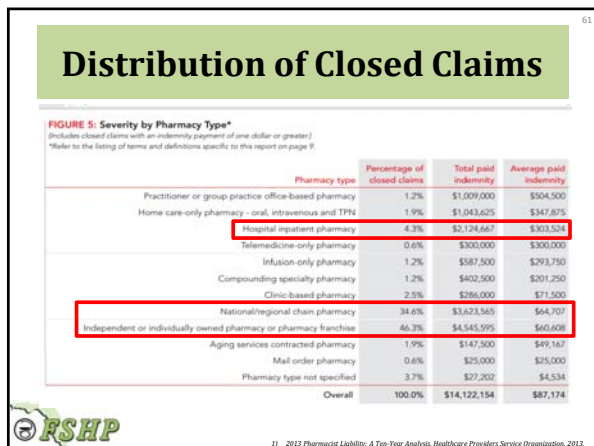 61
Distribution of Closed Claims
FIGURE 5: Severity by Pharmacy Type*
(Includes closed claims with an indemnity payment of one dollar or greater.)
*Refer to the listing of terms and definitions specific to this report on page 9.
Pharmacy type Percentage of closed claims Total paid indemnity Average paid indemnity
Practitioner or group practice office-based pharmacy 1.2% $1,009,000 $504,500
Home care-only pharmacy - oral, intravenous and TPN 1.9% $1,043,625 $347,875
Hospital inpatient pharmacy 4.3% $2,124,667 $303,524
Telemedicine-only pharmacy 0.6% $300,000 $300,000
Infusion-only pharmacy 1.2% $587,500 $293,750
Compounding specialty pharmacy 1.2% $402,500 $201,250
Clinic-based pharmacy 2.5% $286,000 $71,500
National/regional chain pharmacy 34.6% $3,623,565 $64,707
Independent or individually owned pharmacy or pharmacy franchise 46.3% $4,545,595 $60,608
Aging services contracted pharmacy 1.9% $147,500 $49,167
Mail order pharmacy 0.6% $25,000 $25,000
Pharmacy type not specified 3.7% $27,202 $4,534
Overall 100.0% $14,122,154 $87,174
FSHP
1) 2013 Pharmacist Liability: A Ten-Year Analysis. Healthcare Providers Service Organization. 2013.